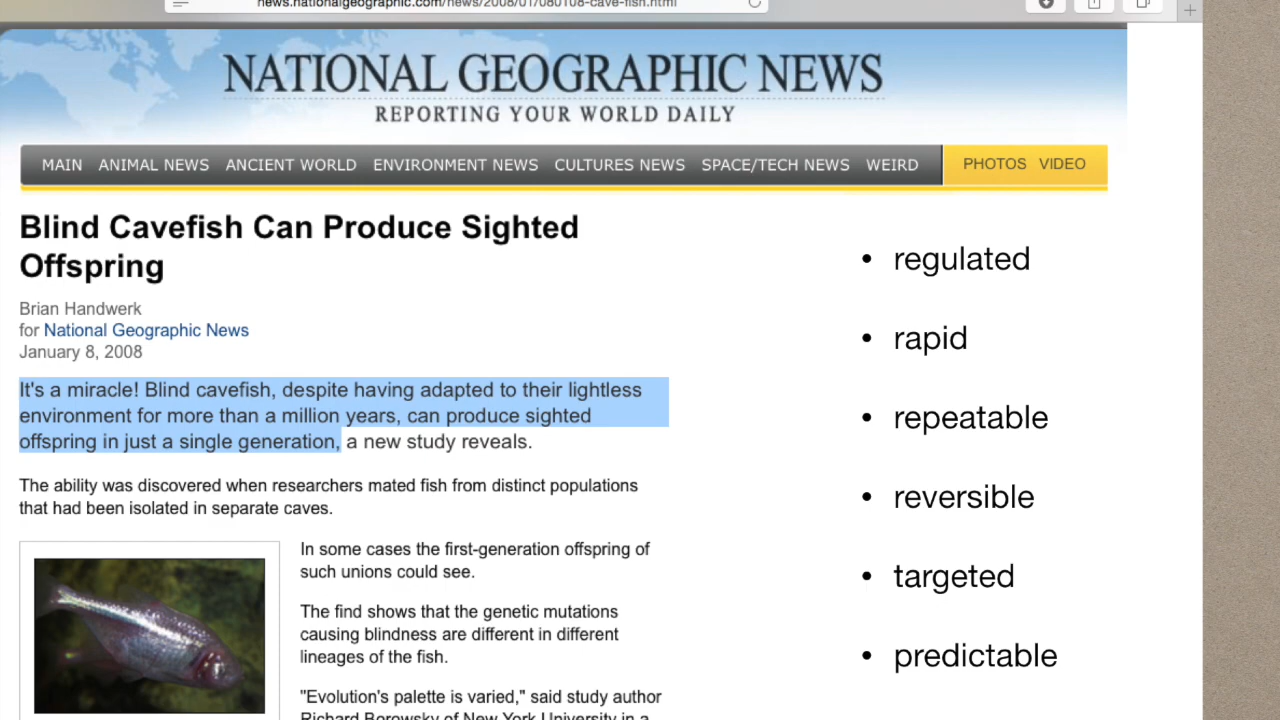 news.nationalgeographic.com/news/2008/01/080108-cave-fish.html
NATIONAL GEOGRAPHIC NEWS
REPORTING YOUR WORLD DAILY
MAIN ANIMAL NEWS ANCIENT WORLD ENVIRONMENT NEWS CULTURES NEWS SPACE/TECH NEWS WEIRD PHOTOS VIDEO
Blind Cavefish Can Produce Sighted
Offspring
Brian Handwerk
for National Geographic News
January 8, 2008
It's a miracle! Blind cavefish, despite having adapted to their lightless
environment for more than a million years, can produce sighted
offspring in just a single generation, a new study reveals.
The ability was discovered when researchers mated fish from distinct populations
that had been isolated in separate caves.
In some cases the first-generation offspring of
such unions could see.
The find shows that the genetic mutations
causing blindness are different in different
lineages of the fish.
"Evolution's palette is varied," said study author
Richard Borowsky of New York University in a
• regulated
• rapid
• repeatable
• reversible
• targeted
• predictable